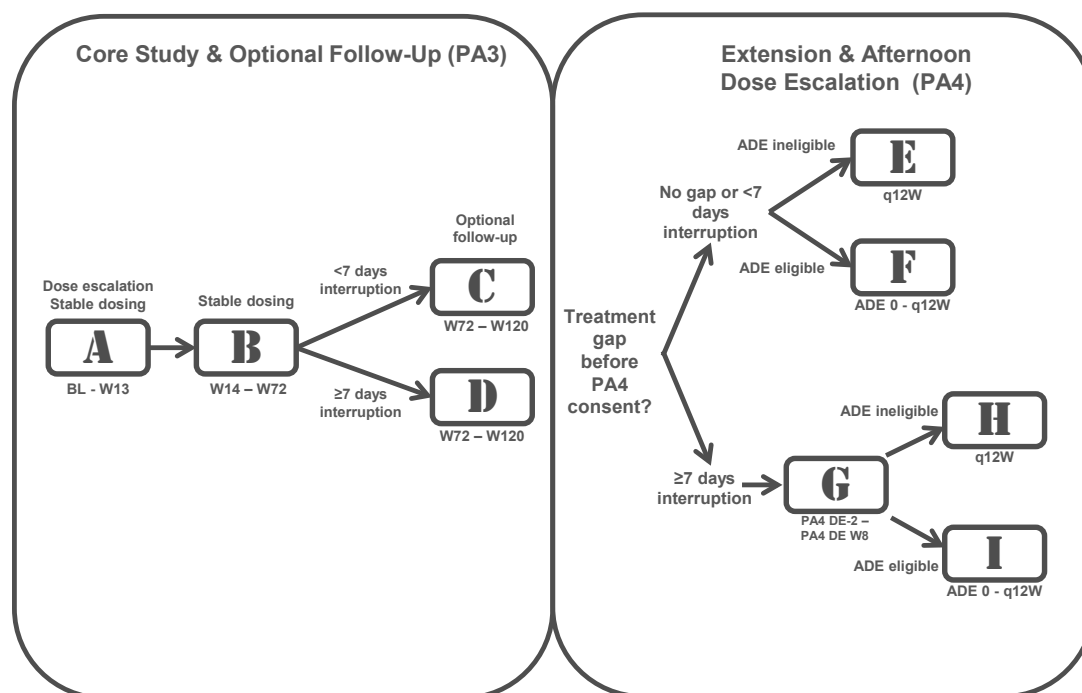 Core Study & Optional Follow-Up (PA3)
Optional
follow-up
<7 days
interruption
C
W72 – W120
Dose escalation
Stable dosing
A
BL - W13
Stable dosing
B
W14 – W72
≥7 days
interruption
D
W72 – W120
Extension & Afternoon
Dose Escalation (PA4)
Treatment
gap
before
PA4
consent?
No gap or <7
days
interruption
ADE ineligible
E
q12W
ADE eligible
F
ADE 0 - q12W
≥7 days
interruption
G
PA4 DE-2 –
PA4 DE W8
ADE ineligible
H
q12W
ADE eligible
I
ADE 0 - q12W